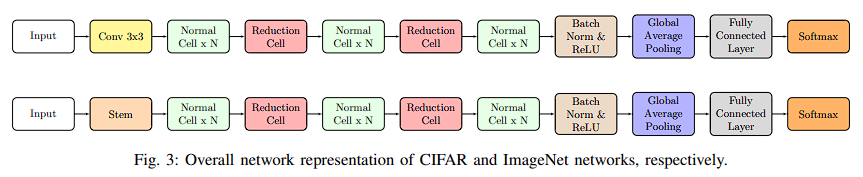 Input
Conv 3x3
Normal
Cell x N
Reduction
Cell
Normal
Cell x N
Reduction
Cell
Normal
Cell x N
Batch
Norm &
ReLU
Global
Average
Pooling
Fully
Connected
Layer
Softmax
Input
Stem
Normal
Cell x N
Reduction
Cell
Normal
Cell x N
Reduction
Cell
Normal
Cell x N
Batch
Norm &
ReLU
Global
Average
Pooling
Fully
Connected
Layer
Softmax
Fig. 3: Overall network representation of CIFAR and ImageNet networks, respectively.